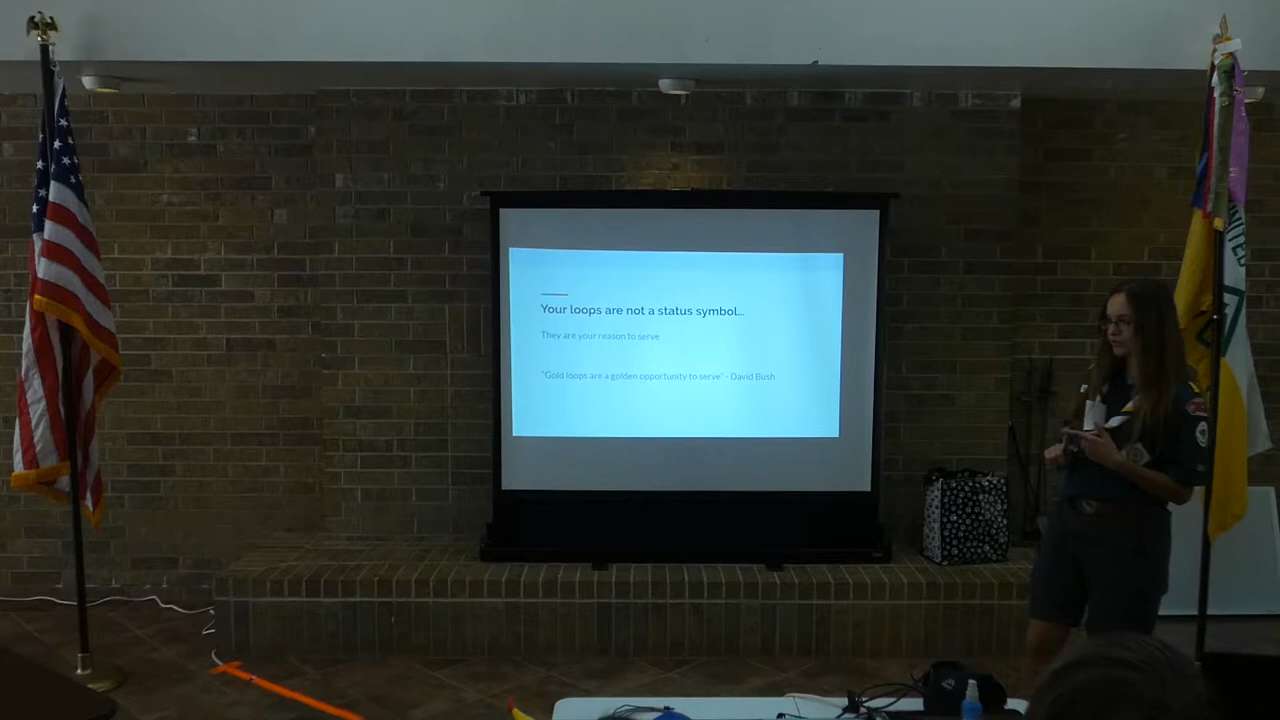 Your loops are not a status symbol...
They are your reason to serve
"Gold loops are a golden opportunity to serve" - David Bush
UNITED